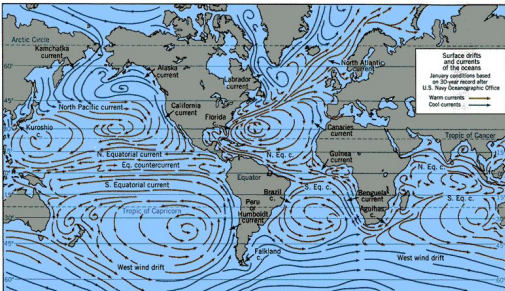 Arctic Circle
Kamchatka
current
Alaska
current
Labrador
current
North Atlantic
Current
Surface drifts
and currents
of the oceans
January conditions based
on 30-year record after
U.S. Navy Oceanographic Office
Warm currents
Cool currents
60°
45°
North Pacific current
California
current
Florida
c.
Kuroshio
Canaries
current
Tropic of Cancer
N. Equatorial current
Eq. countercurrent
S. Equatorial current
N. Eq. c.
Guinea
current
N. Eq. c.
Equator
Brazil
c.
S. Eq. c.
Benguela
current
Agulhas
c.
S. Eq. c.
Peru
or
Humboldt
current
Tropic of Capricorn
30°
45°
Falkland
c.
West wind drift
West wind drift
60°
60°